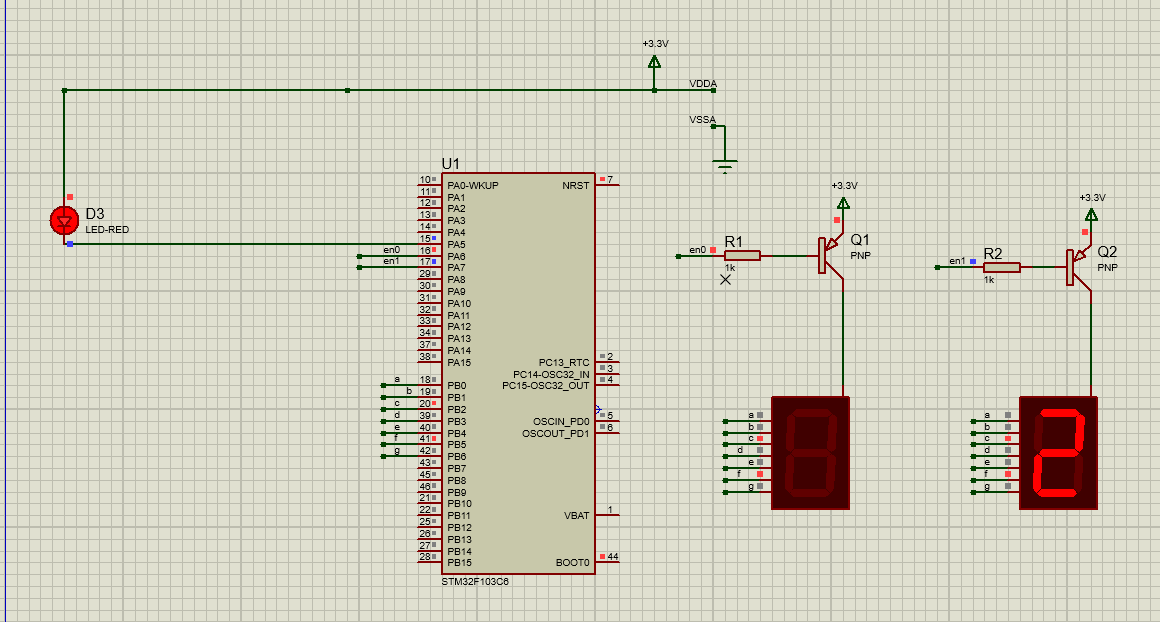 +3.3V
VDDA
VSSA
U1
10 PA0-WKUP NRST 7
11 PA1
12 PA2
13 PA3
14 PA4
15 PA5
en0 16 PA6
en1 17 PA7
29 PA8
30 PA9
31 PA10
32 PA11
33 PA12
34 PA13
37 PA14
38 PA15
PC13_RTC 2
PC14-OSC32_IN 3
PC15-OSC32_OUT 4
a 18 PB0
b 19 PB1
c 20 PB2
d 39 PB3 OSCIN_PD0 5
e 40 PB4 OSCOUT_PD1 6
f 41 PB5
g 42 PB6
43 PB7
45 PB8
46 PB9
21 PB10
22 PB11 VBAT 1
25 PB12
26 PB13
27 PB14
28 PB15 BOOT0 44
STM32F103C6
D3
LED-RED
+3.3V
Q1
PNP
en0
R1
1k
a
b
c
d
e
f
g
+3.3V
Q2
PNP
en1
R2
1k
a
b
c
d
e
f
g
2